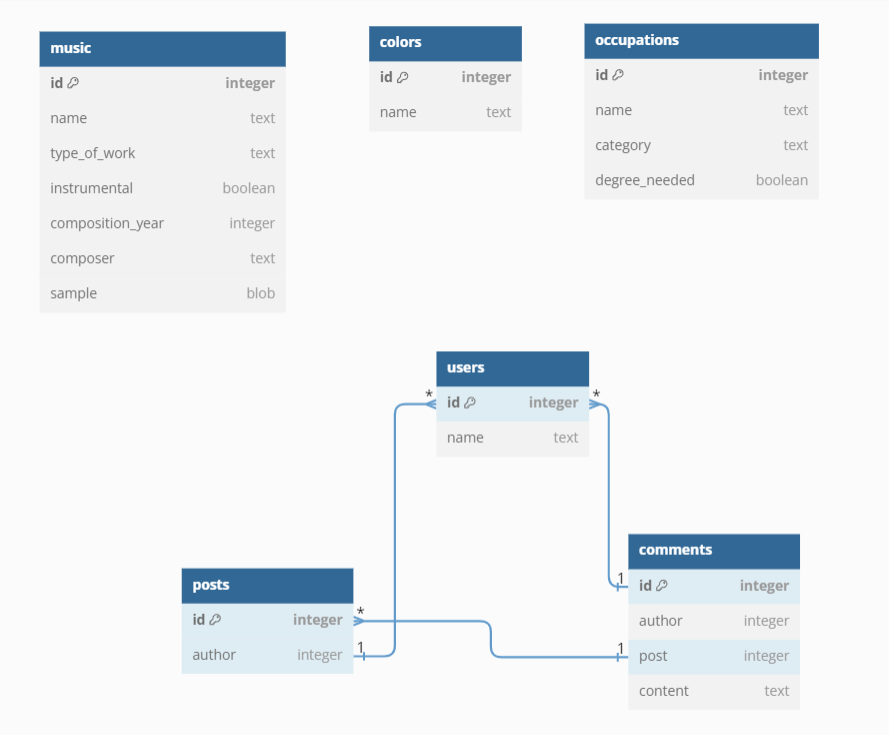 music
id integer
name text
type_of_work text
instrumental boolean
composition_year integer
composer text
sample blob
colors
id integer
name text
occupations
id integer
name text
category text
degree_needed boolean
users
* id integer *
name text
posts
id integer *
author integer 1
comments
1 id integer
author integer
1 post integer
content text